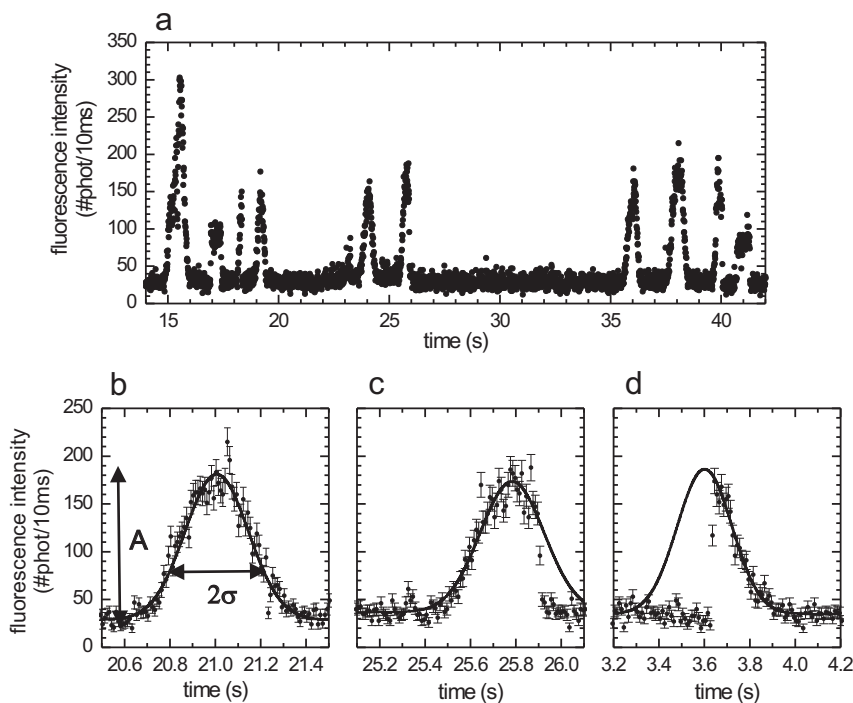 a
fluorescence intensity
(#phot/10ms)
350
300
250
200
150
100
50
0
15 20 25 30 35 40
time (s)
b c d
fluorescence intensity
(#phot/10ms)
250
200
150
100
50
0
A
2σ
20.6 20.8 21.0 21.2 21.4
25.2 25.4 25.6 25.8 26.0
3.2 3.4 3.6 3.8 4.0 4.2
time (s) time (s) time (s)